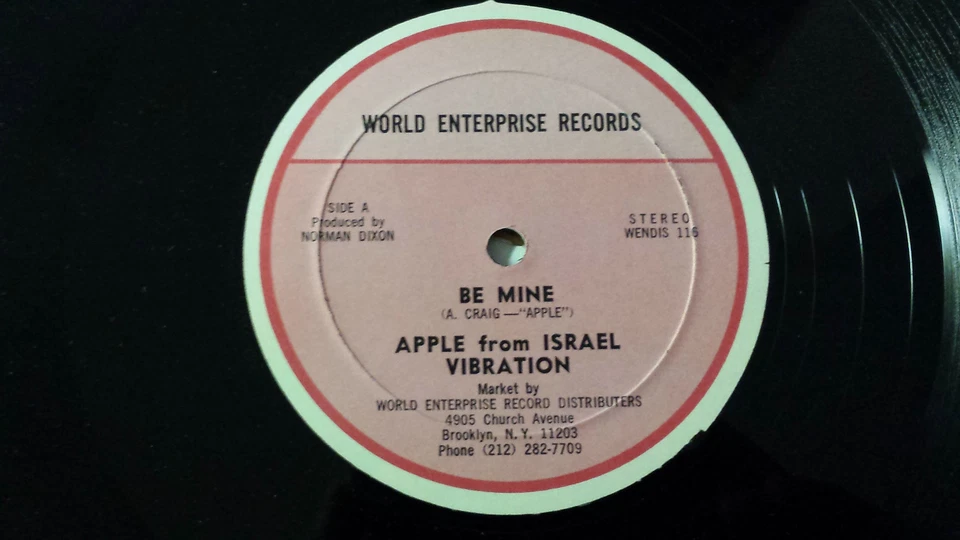 WORLD ENTERPRISE RECORDS
SIDE A
Produced by
NORMAN DIXON
STEREO
WENDIS 116
BE MINE
(A. CRAIG —"APPLE")
APPLE from ISRAEL
VIBRATION
Market by
WORLD ENTERPRISE RECORD DISTRIBUTERS
4905 Church Avenue
Brooklyn, N.Y. 11203
Phone (212) 282-7709